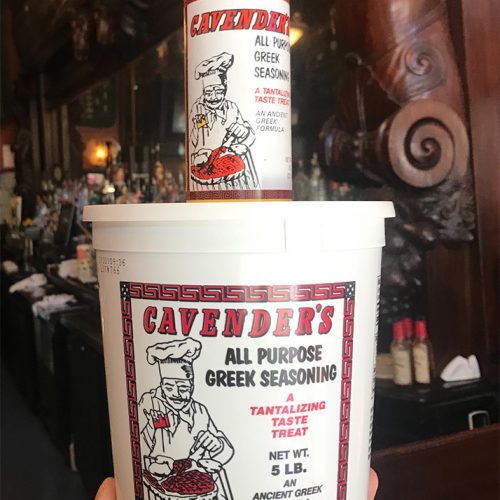 CAVENDER'S
ALL PURPOSE
GREEK
SEASONING
A TANTALIZING
TASTE TREAT
AN ANCIENT
GREEK
FORMULA
CAVENDER'S
ALL PURPOSE
GREEK SEASONING
A
TANTALIZING
TASTE
TREAT
NET WT.
5 LB.
AN
ANCIENT GREEK